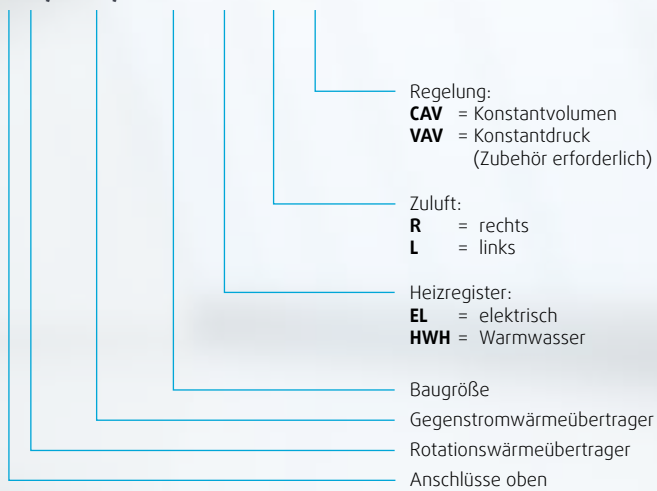 Regelung:
CAV = Konstantvolumen
VAV = Konstantdruck
(Zubehör erforderlich)
Zuluft:
R = rechts
L = links
Heizregister:
EL = elektrisch
HWH = Warmwasser
Baugröße
Gegenstromwärmeübertrager
Rotationswärmeübertrager
Anschlüsse oben